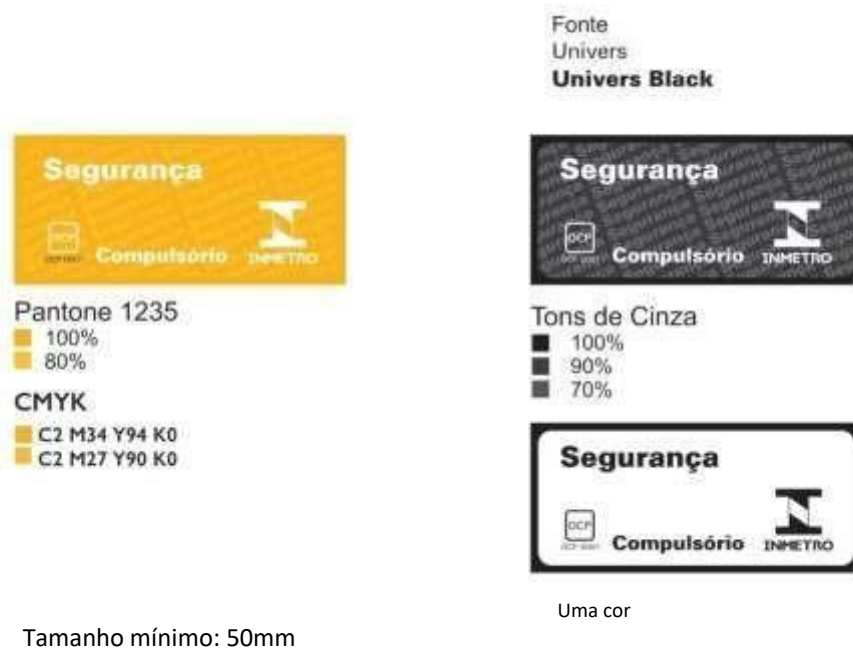 Fonte
Univers
Univers Black
Segurança
OCP
Compulsório
INMETRO
Pantone 1235
100%
80%
CMYK
C2 M34 Y94 K0
C2 M27 Y90 K0
Segurança
OCP
Compulsório
INMETRO
Tons de Cinza
100%
90%
70%
Segurança
OCP
Compulsório
INMETRO
Uma cor
Tamanho mínimo: 50mm